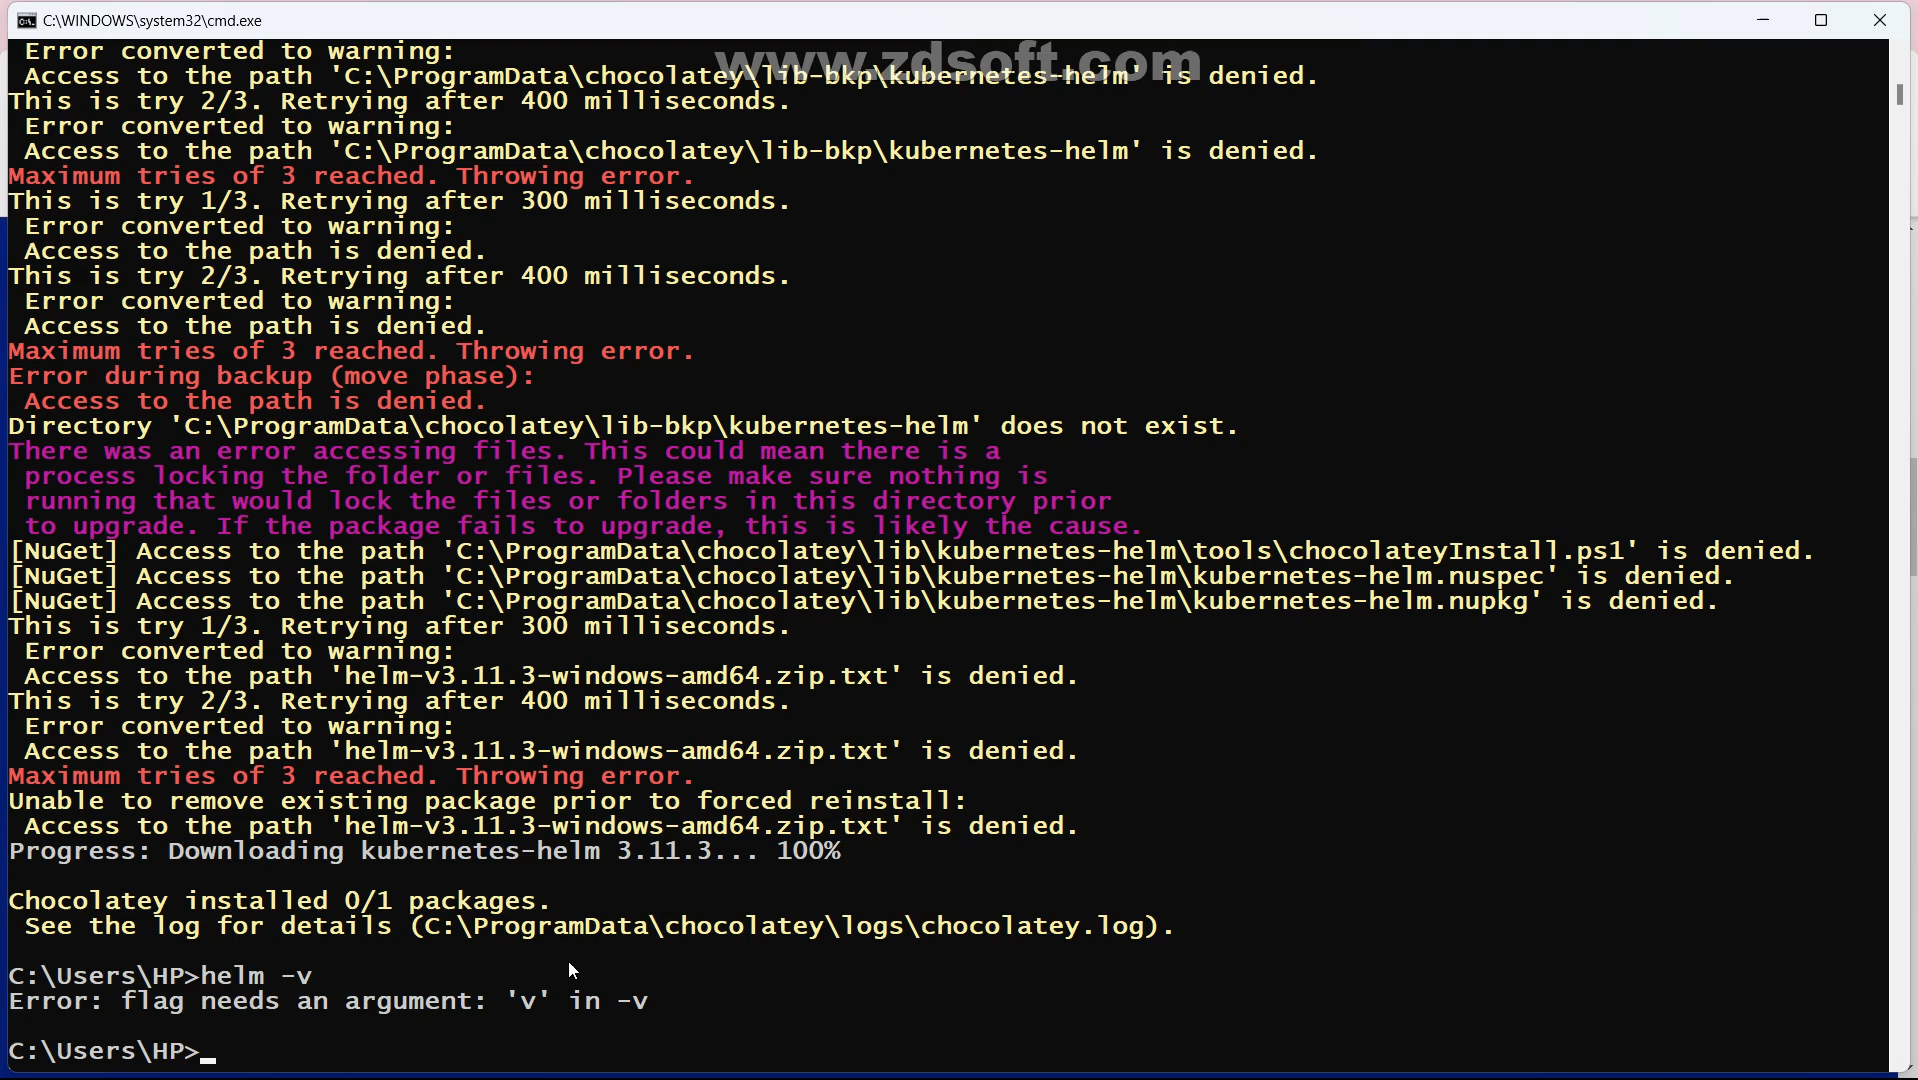 C:\WINDOWS\system32\cmd.exe
www.zdsoft.com
Error converted to warning:
Access to the path 'C:\ProgramData\chocolatey\lib-bkp\kubernetes-helm' is denied.
This is try 2/3. Retrying after 400 milliseconds.
Error converted to warning:
Access to the path 'C:\ProgramData\chocolatey\lib-bkp\kubernetes-helm' is denied.
Maximum tries of 3 reached. Throwing error.
This is try 1/3. Retrying after 300 milliseconds.
Error converted to warning:
Access to the path is denied.
This is try 2/3. Retrying after 400 milliseconds.
Error converted to warning:
Access to the path is denied.
Maximum tries of 3 reached. Throwing error.
Error during backup (move phase):
Access to the path is denied.
Directory 'C:\ProgramData\chocolatey\lib-bkp\kubernetes-helm' does not exist.
There was an error accessing files. This could mean there is a
process locking the folder or files. Please make sure nothing is
running that would lock the files or folders in this directory prior
to upgrade. If the package fails to upgrade, this is likely the cause.
[NuGet] Access to the path 'C:\ProgramData\chocolatey\lib\kubernetes-helm\tools\chocolateyInstall.ps1' is denied.
[NuGet] Access to the path 'C:\ProgramData\chocolatey\lib\kubernetes-helm\kubernetes-helm.nuspec' is denied.
[NuGet] Access to the path 'C:\ProgramData\chocolatey\lib\kubernetes-helm\kubernetes-helm.nupkg' is denied.
This is try 1/3. Retrying after 300 milliseconds.
Error converted to warning:
Access to the path 'helm-v3.11.3-windows-amd64.zip.txt' is denied.
This is try 2/3. Retrying after 400 milliseconds.
Error converted to warning:
Access to the path 'helm-v3.11.3-windows-amd64.zip.txt' is denied.
Maximum tries of 3 reached. Throwing error.
Unable to remove existing package prior to forced reinstall:
Access to the path 'helm-v3.11.3-windows-amd64.zip.txt' is denied.
Progress: Downloading kubernetes-helm 3.11.3... 100%
Chocolatey installed 0/1 packages.
See the log for details (C:\ProgramData\chocolatey\logs\chocolatey.log).
C:\Users\HP>helm -v
Error: flag needs an argument: 'v' in -v
C:\Users\HP>